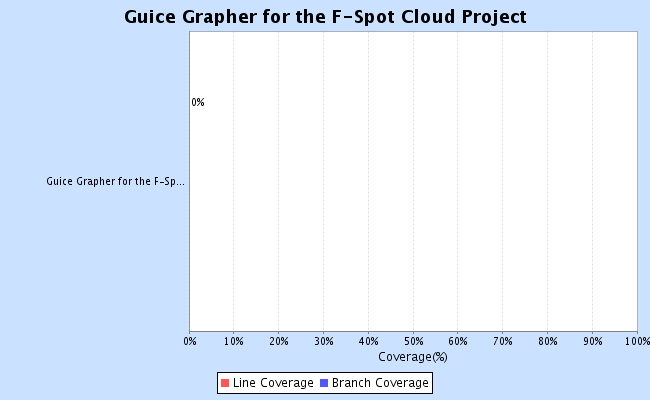 Guice Grapher for the F-Spot Cloud Project
0%
Guice Grapher for the F-Sp...
0% 10% 20% 30% 40% 50% 60% 70% 80% 90% 100%
Coverage(%)
Line Coverage Branch Coverage